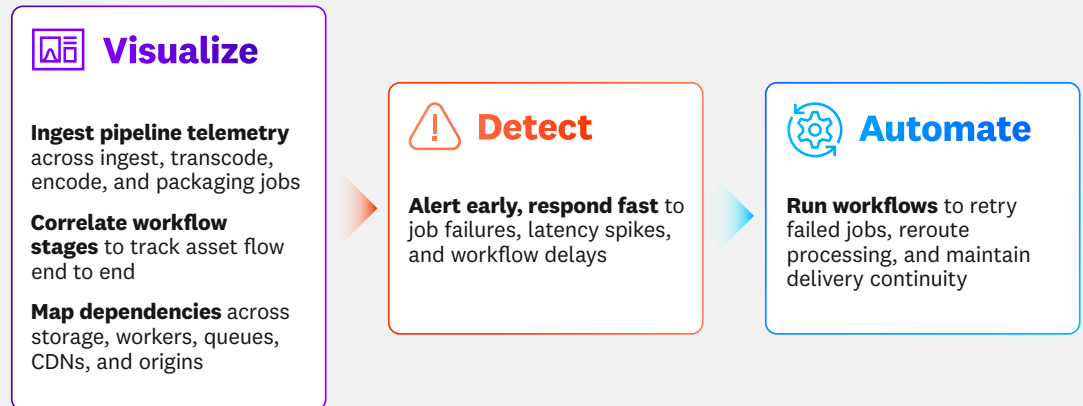 Visualize
Ingest pipeline telemetry
across ingest, transcode,
encode, and packaging jobs
Correlate workflow
stages to track asset flow
end to end
Map dependencies across
storage, workers, queues,
CDNs, and origins
Detect
Alert early, respond fast to
job failures, latency spikes,
and workflow delays
Automate
Run workflows to retry
failed jobs, reroute
processing, and maintain
delivery continuity